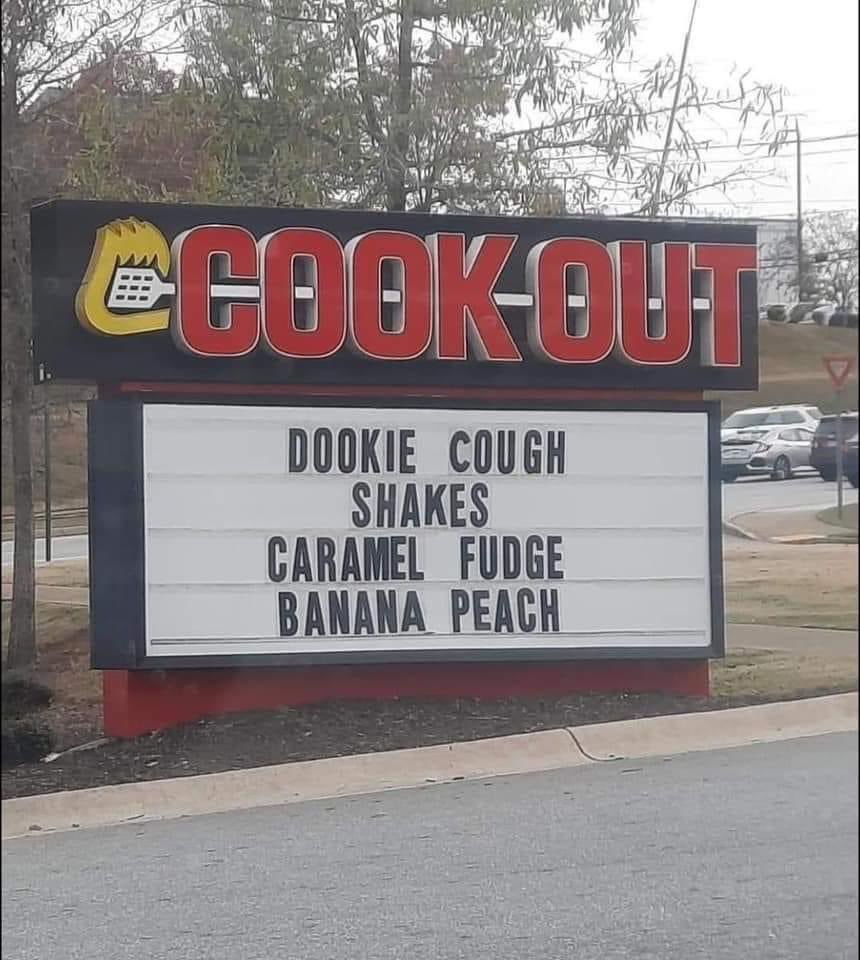 COOK-OUT
DOOKIE COUGH
SHAKES
CARAMEL FUDGE
BANANA PEACH